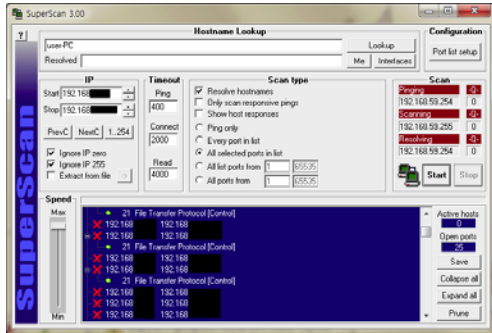 SuperScan 3.00
?
SuperScan
Hostname Lookup
user-PC
Lookup
Resolved
Me
Interfaces
Configuration
Port list setup
IP
Start 192.168
Stop 192.168
PrevC
NextC
1..254
Ignore IP zero
Ignore IP 255
Extract from file
Timeout
Ping
400
Connect
2000
Read
4000
Scan type
Resolve hostnames
Only scan responsive pings
Show host responses
Ping only
Every port in list
All selected ports in list
All list ports from 1 65535
All ports from 1 65535
Scan
Pinging -Q-
192.168.59.254 0
Scanning -Q-
192.168.59.255 0
Resolving -Q-
192.168.59.254 0
Start
Stop
Speed
Max
Min
21 File Transfer Protocol [Control]
192.168 192.168
192.168 192.168
21 File Transfer Protocol [Control]
192.168 192.168
192.168 192.168
21 File Transfer Protocol [Control]
192.168 192.168
192.168 192.168
192.168 192.168
Active hosts
0
Open ports
25
Save
Collapse all
Expand all
Prune